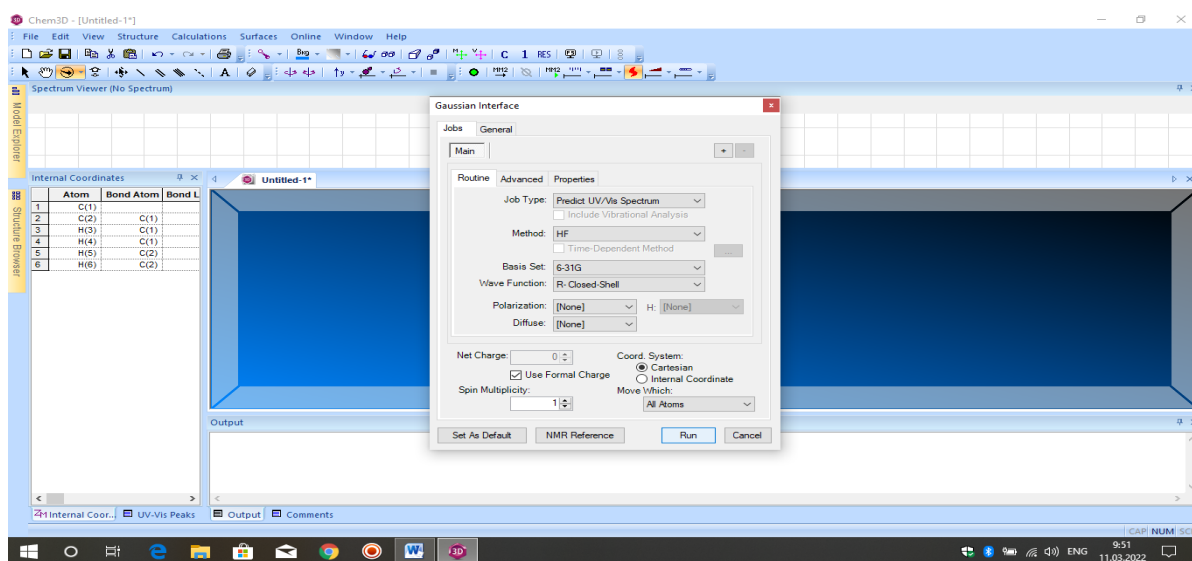 Chem3D - [Untitled-1*]
File Edit View Structure Calculations Surfaces Online Window Help
C 1 RES
A MM2 MM2
Spectrum Viewer (No Spectrum)
Model Explorer
Structure Browser
Internal Coordinates
Atom Bond Atom Bond L
1 C(1)
2 C(2) C(1)
3 H(3) C(1)
4 H(4) C(1)
5 H(5) C(2)
6 H(6) C(2)
Untitled-1*
Gaussian Interface
Jobs General
Main + -
Routine Advanced Properties
Job Type: Predict UV/Vis Spectrum
Include Vibrational Analysis
Method: HF
Time-Dependent Method ...
Basis Set: 6-31G
Wave Function: R- Closed-Shell
Polarization: [None] H: [None]
Diffuse: [None]
Net Charge: 0 Coord. System:
Use Formal Charge Cartesian
Internal Coordinate
Spin Multiplicity: Move Which:
1 All Atoms
Set As Default NMR Reference Run Cancel
Output
Internal Coor... UV-Vis Peaks Output Comments
CAP NUM SC
W 3D ENG 9:51
11.03.2022